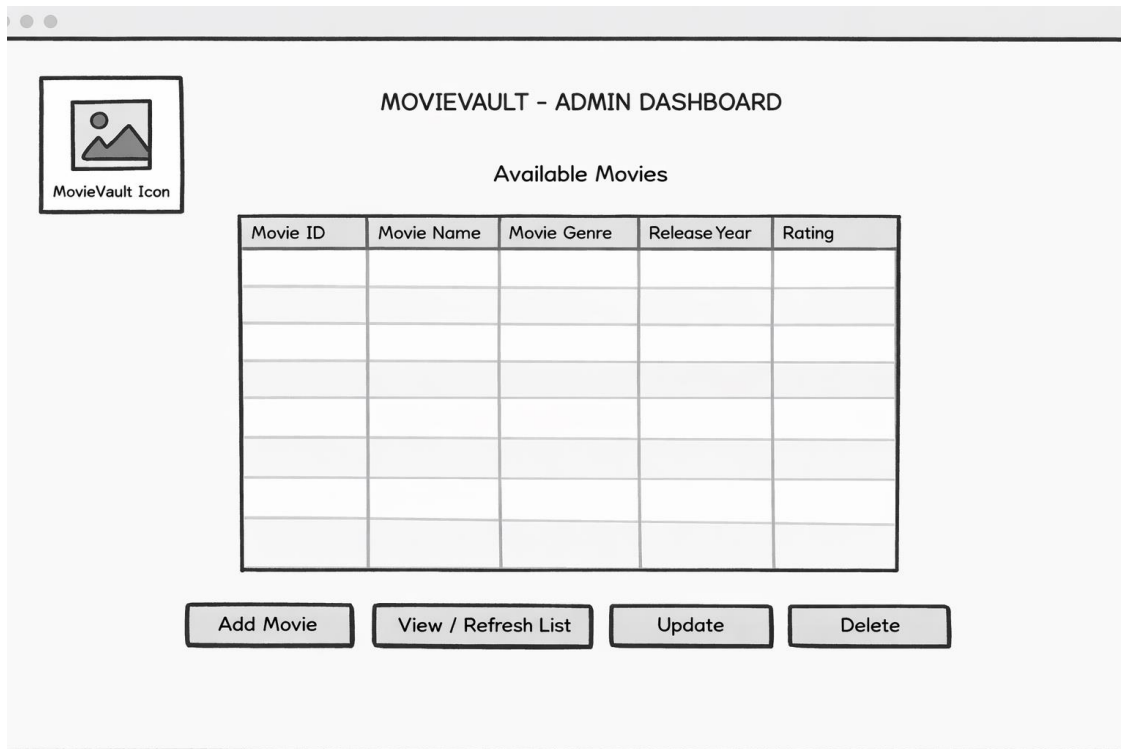 MOVIEVAULT - ADMIN DASHBOARD
MovieVault Icon
Available Movies
Movie ID Movie Name Movie Genre Release Year Rating
Add Movie View / Refresh List Update Delete